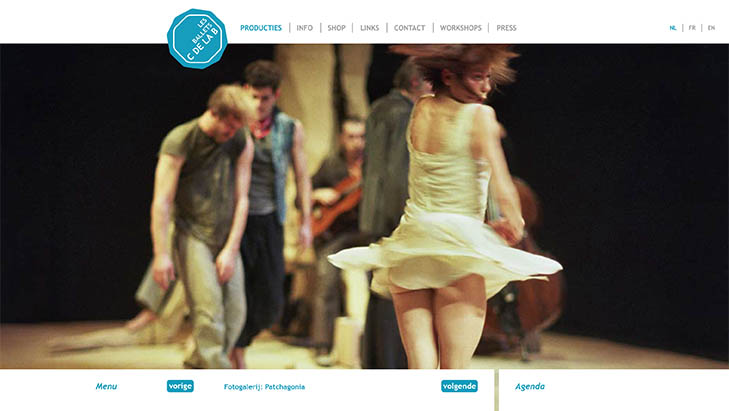 LES
BALLETS
C DE LA B
PRODUCTIES | INFO | SHOP | LINKS | CONTACT | WORKSHOPS | PRESS
NL | FR | EN
Menu vorige Fotogalerij: Patchagonia volgende Agenda